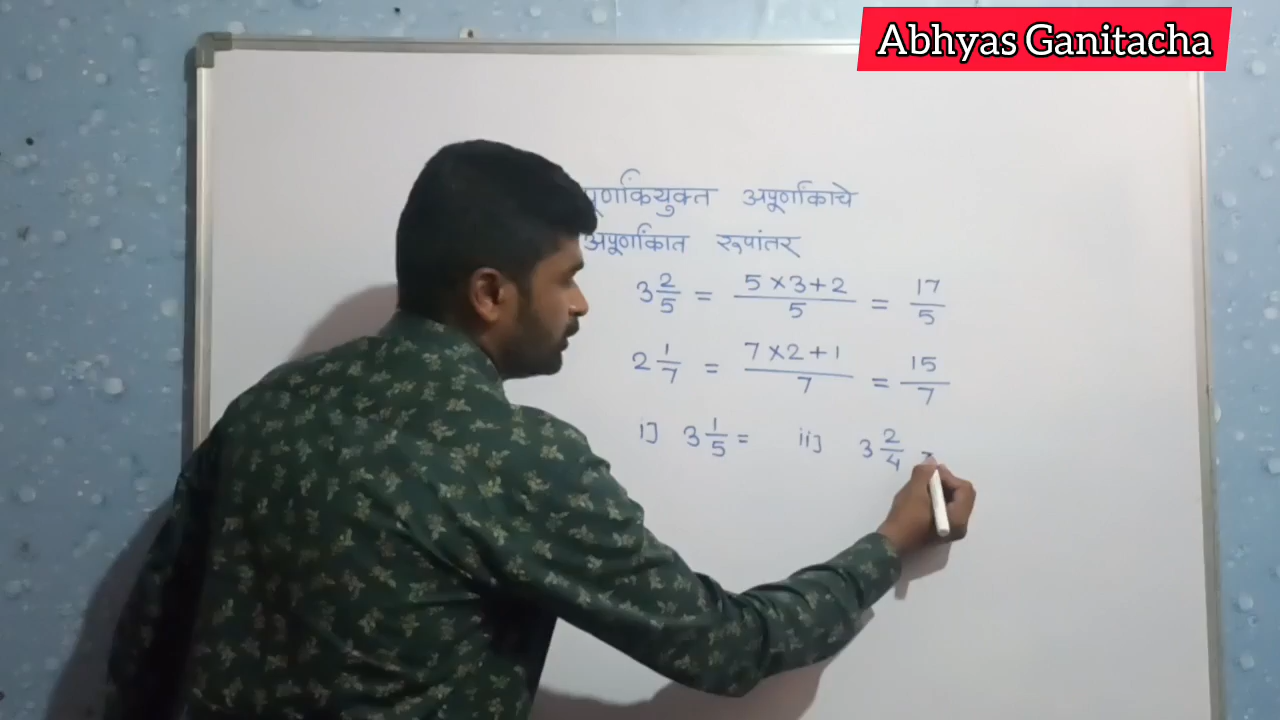 Abhyas Ganitacha
पूर्णांकयुक्त अपूर्णांकाचे
अपूर्णांकात रूपांतर
3 2/5 = 5×3+2/5 = 17/5
2 1/7 = 7×2+1/7 = 15/7
i] 3 1/5 = ii] 3 2/4 =